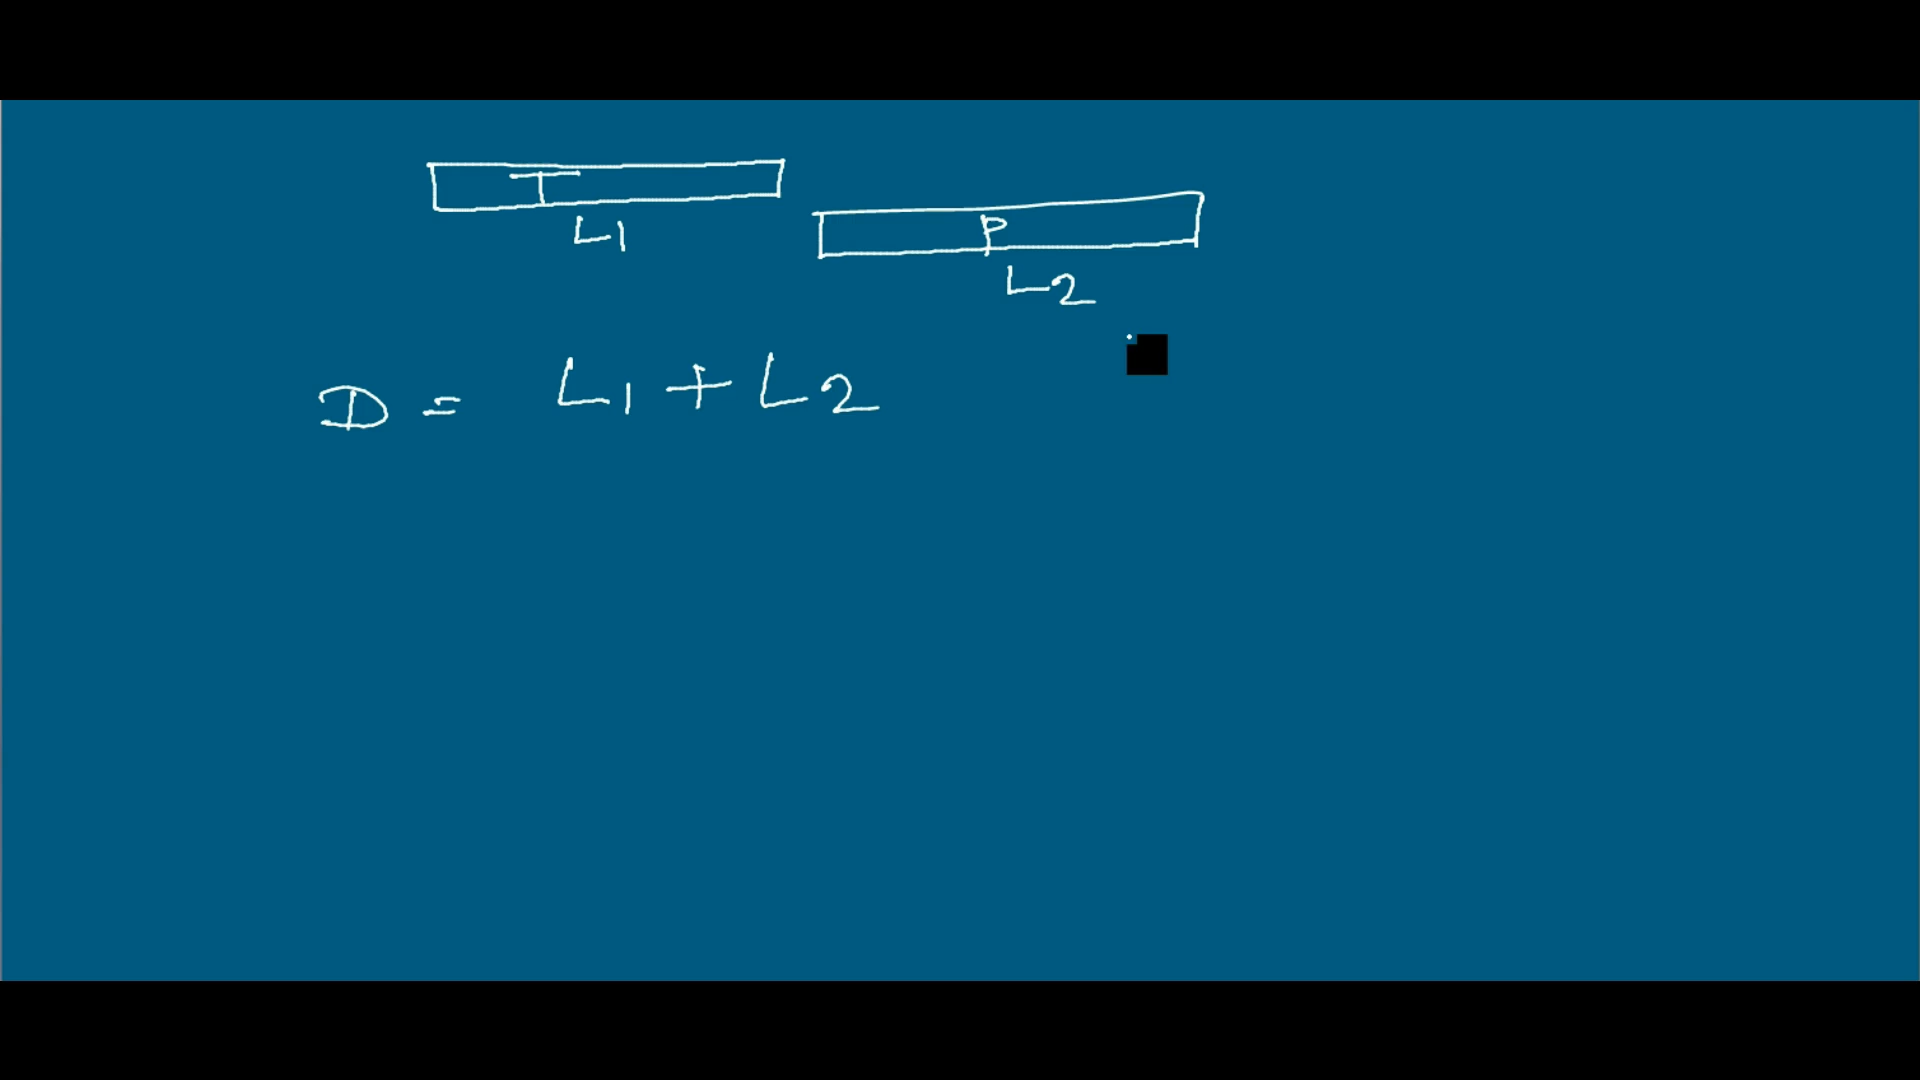 T
L1
P
L2
D = L1 + L2